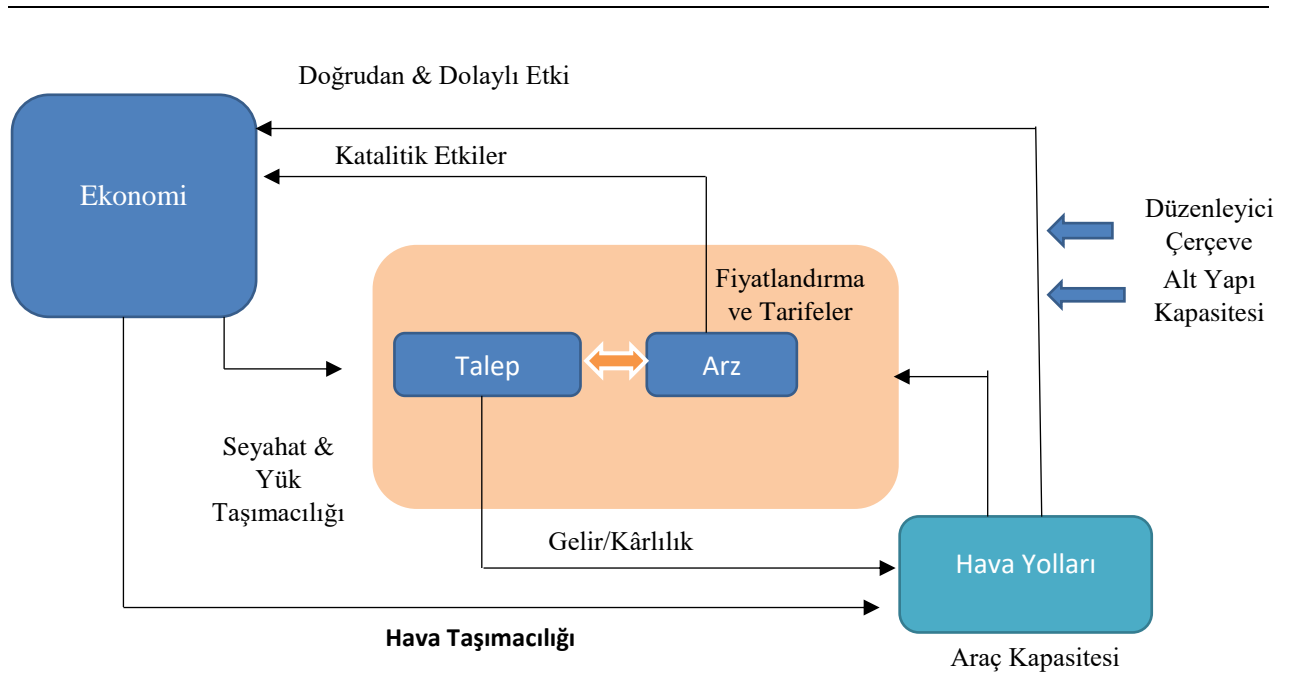 Doğrudan & Dolaylı Etki
Katalitik Etkiler
Ekonomi
Düzenleyici
Çerçeve
Alt Yapı
Kapasitesi
Fiyatlandırma
ve Tarifeler
Talep
Arz
Seyahat &
Yük
Taşımacılığı
Gelir/Kârlılık
Hava Yolları
Hava Taşımacılığı
Araç Kapasitesi